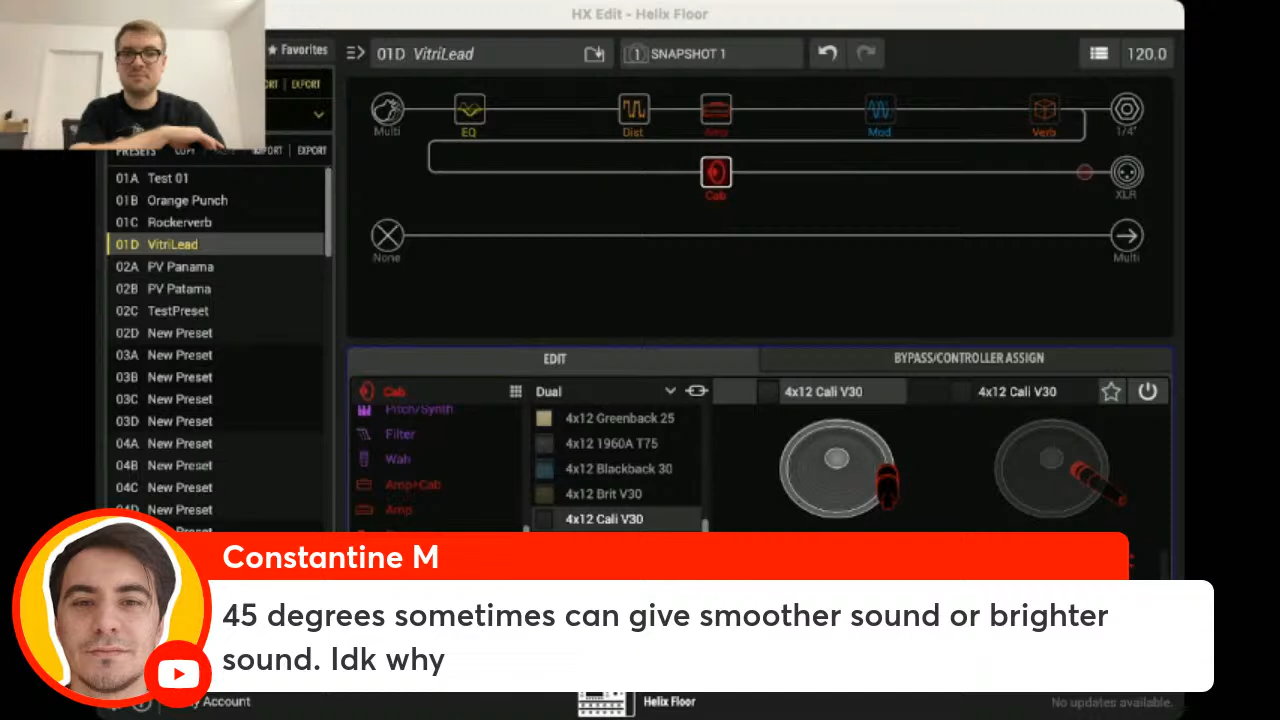 HX Edit - Helix Floor
★ Favorites
01D VitriLead
1 SNAPSHOT 1
120.0
EXPORT
PRESETS COPY IMPORT EXPORT
01A Test 01
01B Orange Punch
01C Rockerverb
01D VitriLead
02A PV Panama
02B PV Patama
02C TestPreset
02D New Preset
03A New Preset
03B New Preset
03C New Preset
03D New Preset
04A New Preset
04B New Preset
04C New Preset
04D New Preset
Multi
EQ
Dist
Amp
Mod
Verb
1/4"
Cab
XLR
None
Multi
EDIT
BYPASS/CONTROLLER ASSIGN
Cab
Dual
4x12 Cali V30
4x12 Cali V30
Pitch/Synth
Filter
Wah
Amp+Cab
Amp
4x12 Greenback 25
4x12 1960A T75
4x12 Blackback 30
4x12 Brit V30
4x12 Cali V30
Constantine M
45 degrees sometimes can give smoother sound or brighter
sound. Idk why
Account
Helix Floor
No updates available.